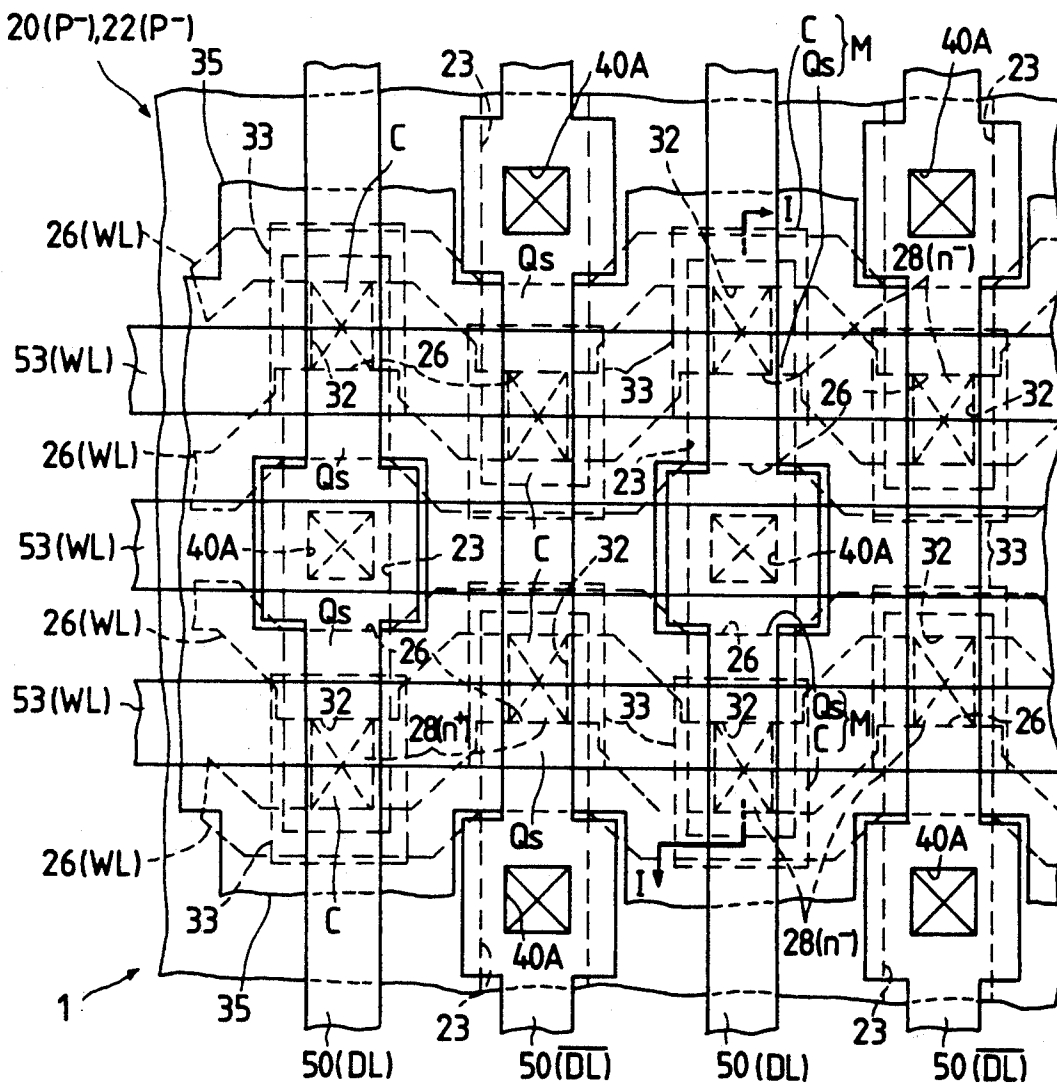 20(P⁻),22(P⁻)
35
23
40A
C
Qs}M
40A
23
33
C
32
I
26(WL)
Qs
28(n⁻)
53(WL)
32
26
33
26
32
26(WL)
Qs
23
C
53(WL)
40A
23
32
C
40A
32
33
Qs
26(WL)
26
26
53(WL)
32
28(n⁺)
33
32
Qs
C}M
26
Qs
26(WL)
40A
I
33
C
40A
28(n⁻)
1
35
23
23
50(DL)
50(D̅L̅)
50(DL)
50(D̅L̅)